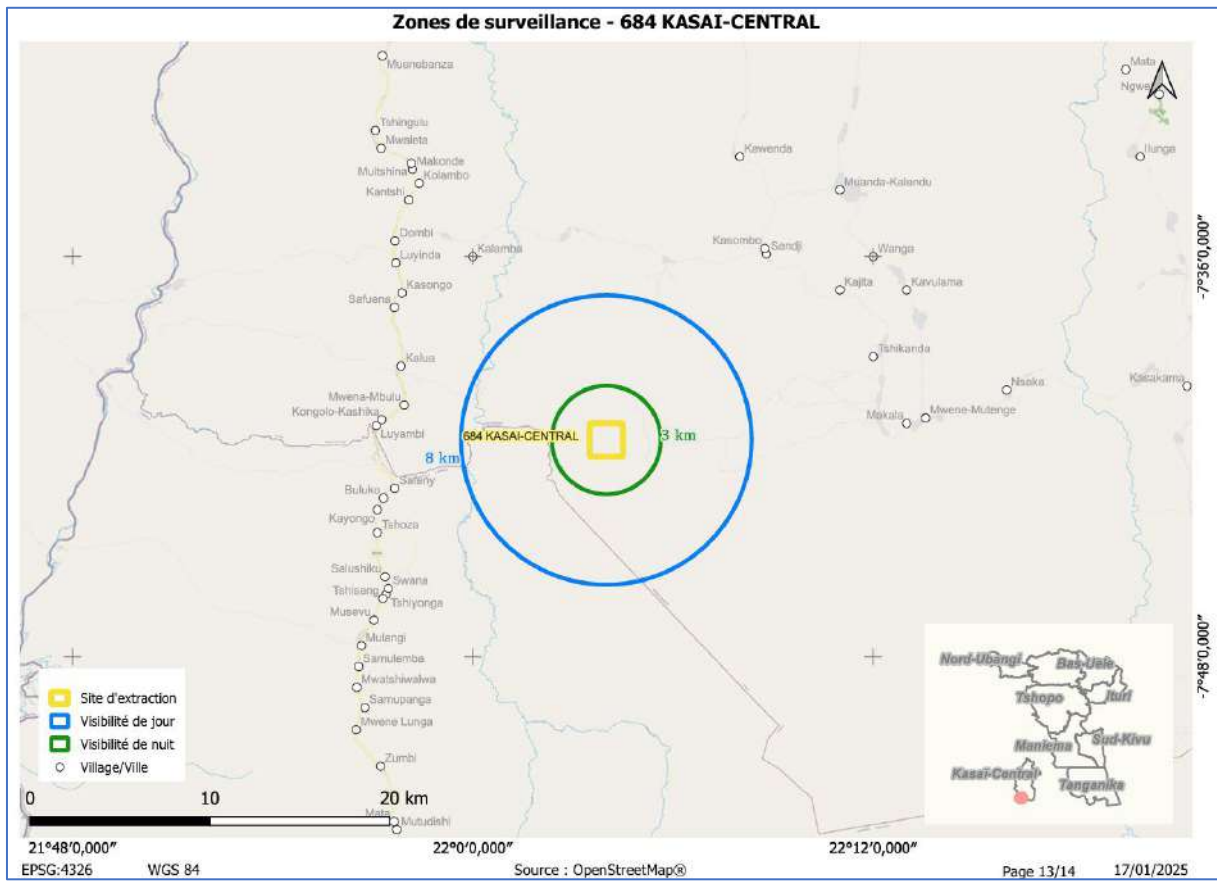 Zones de surveillance - 684 KASAI-CENTRAL
Muanabanza
Mata
Ngwei
Tshingulu
Mwaleta
Makonde
Multshina
Kolambo
Kantshi
Kewenda
Ilunga
Muanda-Kalendu
Dombi
Kalamba
Kasombo
Sandji
Wanga
-7°36'0,000"
Luyinda
Kasongo
Safuena
Kajita
Kavulama
Kalua
Tshikanda
Mwena-Mbulu
Nsaka
Kasakama
Kongolo-Kashika
Luyambi
684 KASAI-CENTRAL
3 km
Makala
Mwene-Mutenge
8 km
Safany
Buluko
Kayongo
Tshoza
Salushiku
Swana
Tshisang
Tshiyonga
Musevu
Mulangi
Samulemba
Mwatshiwalwa
Samupanga
Mwene Lunga
Zumbi
-7°48'0,000"
Nord-Ubangi
Bas-Uele
Tshopo
Ituri
Maniema
Sud-Kivu
Kasaï-Central
Tanganika
Site d'extraction
Visibilité de jour
Visibilité de nuit
Village/Ville
0 10 20 km
Mata
Mutudishi
21°48'0,000" 22°0'0,000" 22°12'0,000"
EPSG:4326 WGS 84 Source : OpenStreetMap® Page 13/14 17/01/2025